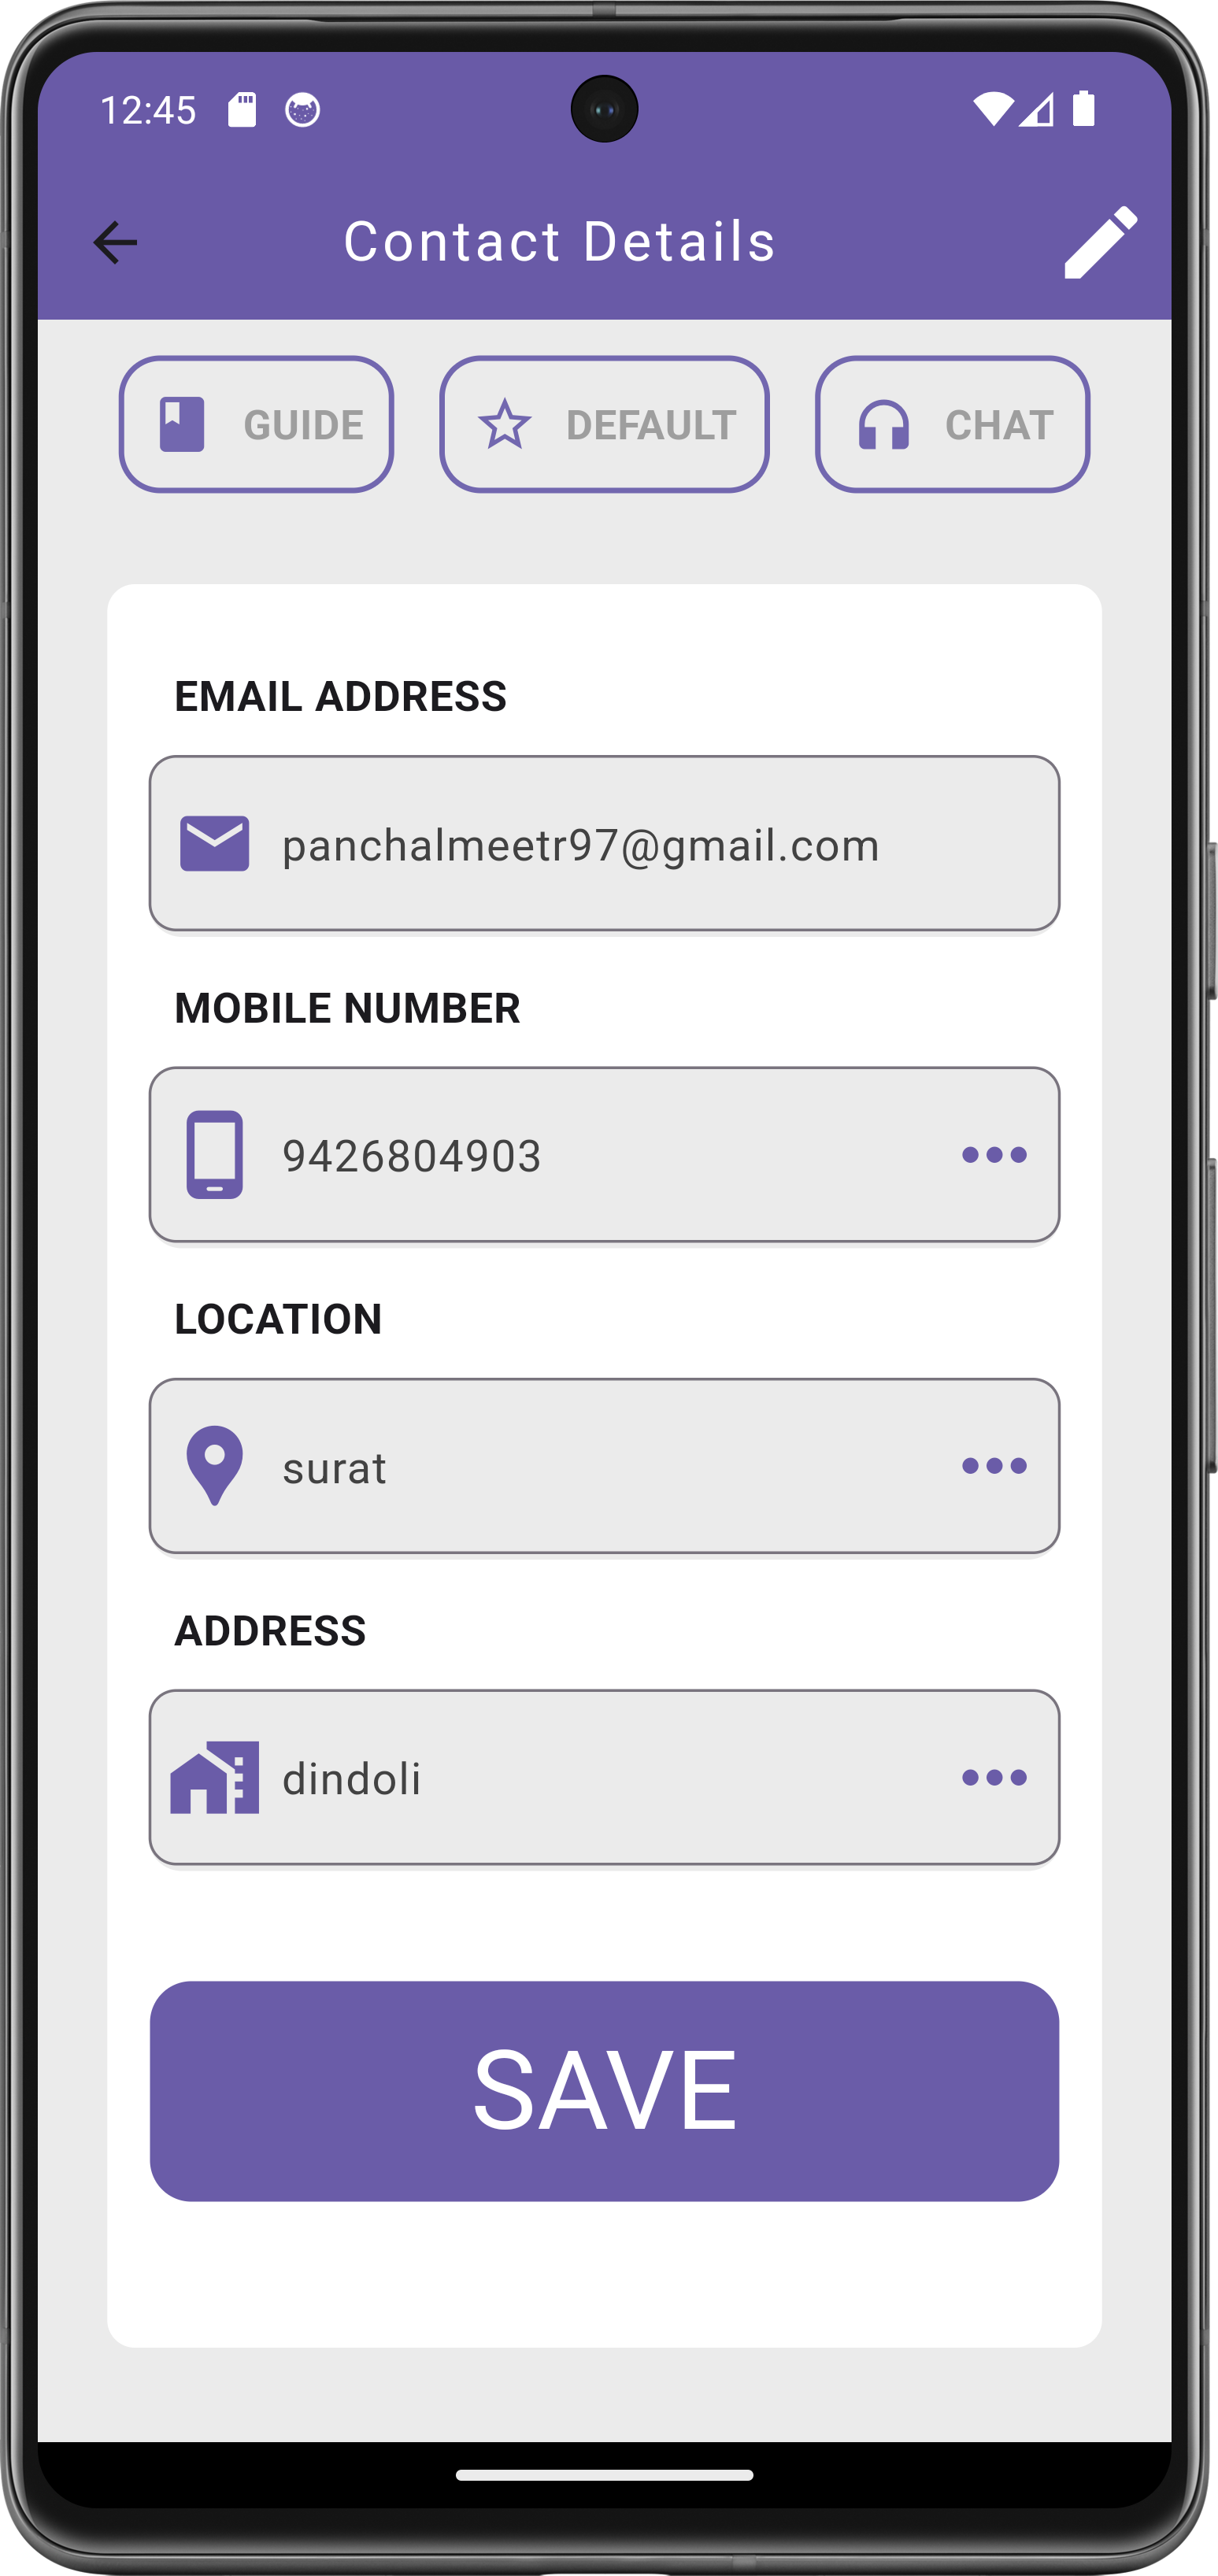 12:45
Contact Details
GUIDE DEFAULT CHAT
EMAIL ADDRESS
panchalmeetr97@gmail.com
MOBILE NUMBER
9426804903
LOCATION
surat
ADDRESS
dindoli
SAVE